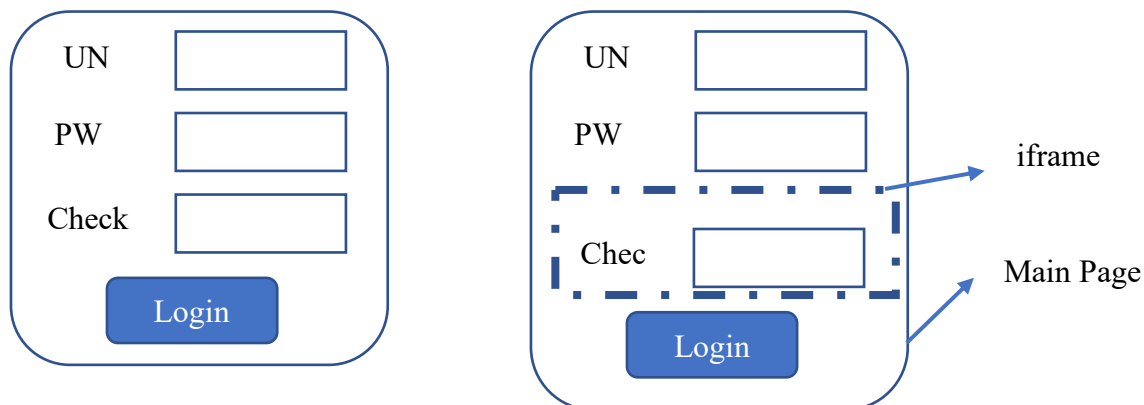 UN
PW
Check
Login
UN
PW
Chec
Login
iframe
Main Page